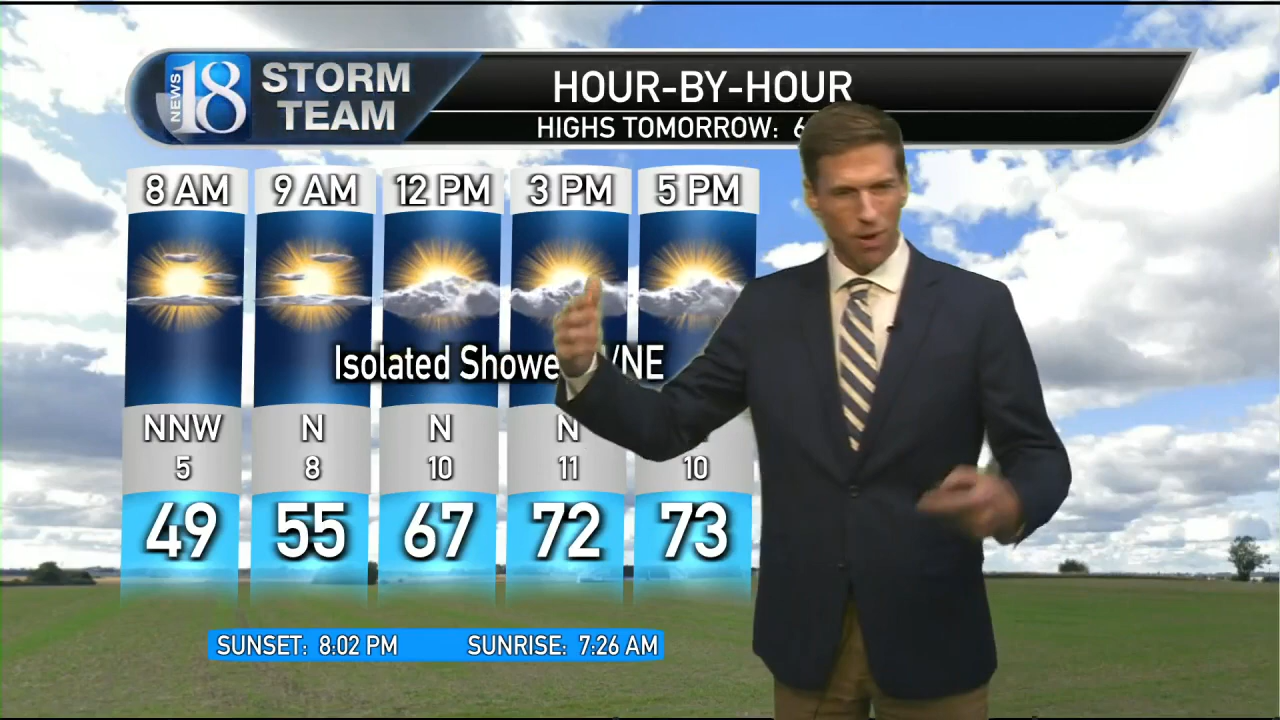 NEWS 18
STORM TEAM
HOUR-BY-HOUR
HIGHS TOMORROW: 6
8 AM 9 AM 12 PM 3 PM 5 PM
Isolated Showe /NE
NNW N N N
5 8 10 11 10
49 55 67 72 73
SUNSET: 8:02 PM SUNRISE: 7:26 AM